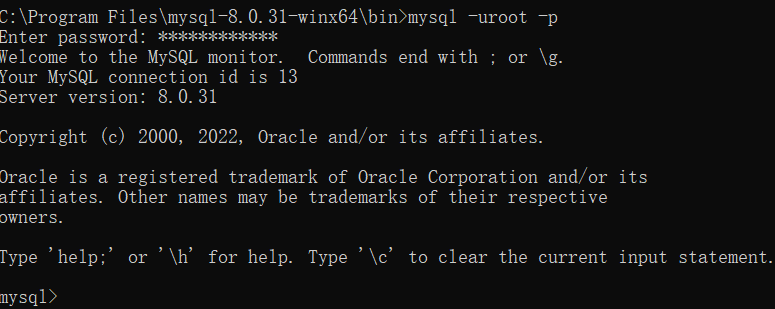 C:\Program Files\mysql-8.0.31-winx64\bin>mysql -uroot -p
Enter password: ************
Welcome to the MySQL monitor.  Commands end with ; or \g.
Your MySQL connection id is 13
Server version: 8.0.31
Copyright (c) 2000, 2022, Oracle and/or its affiliates.
Oracle is a registered trademark of Oracle Corporation and/or its
affiliates. Other names may be trademarks of their respective
owners.
Type 'help;' or '\h' for help. Type '\c' to clear the current input statement.
mysql>